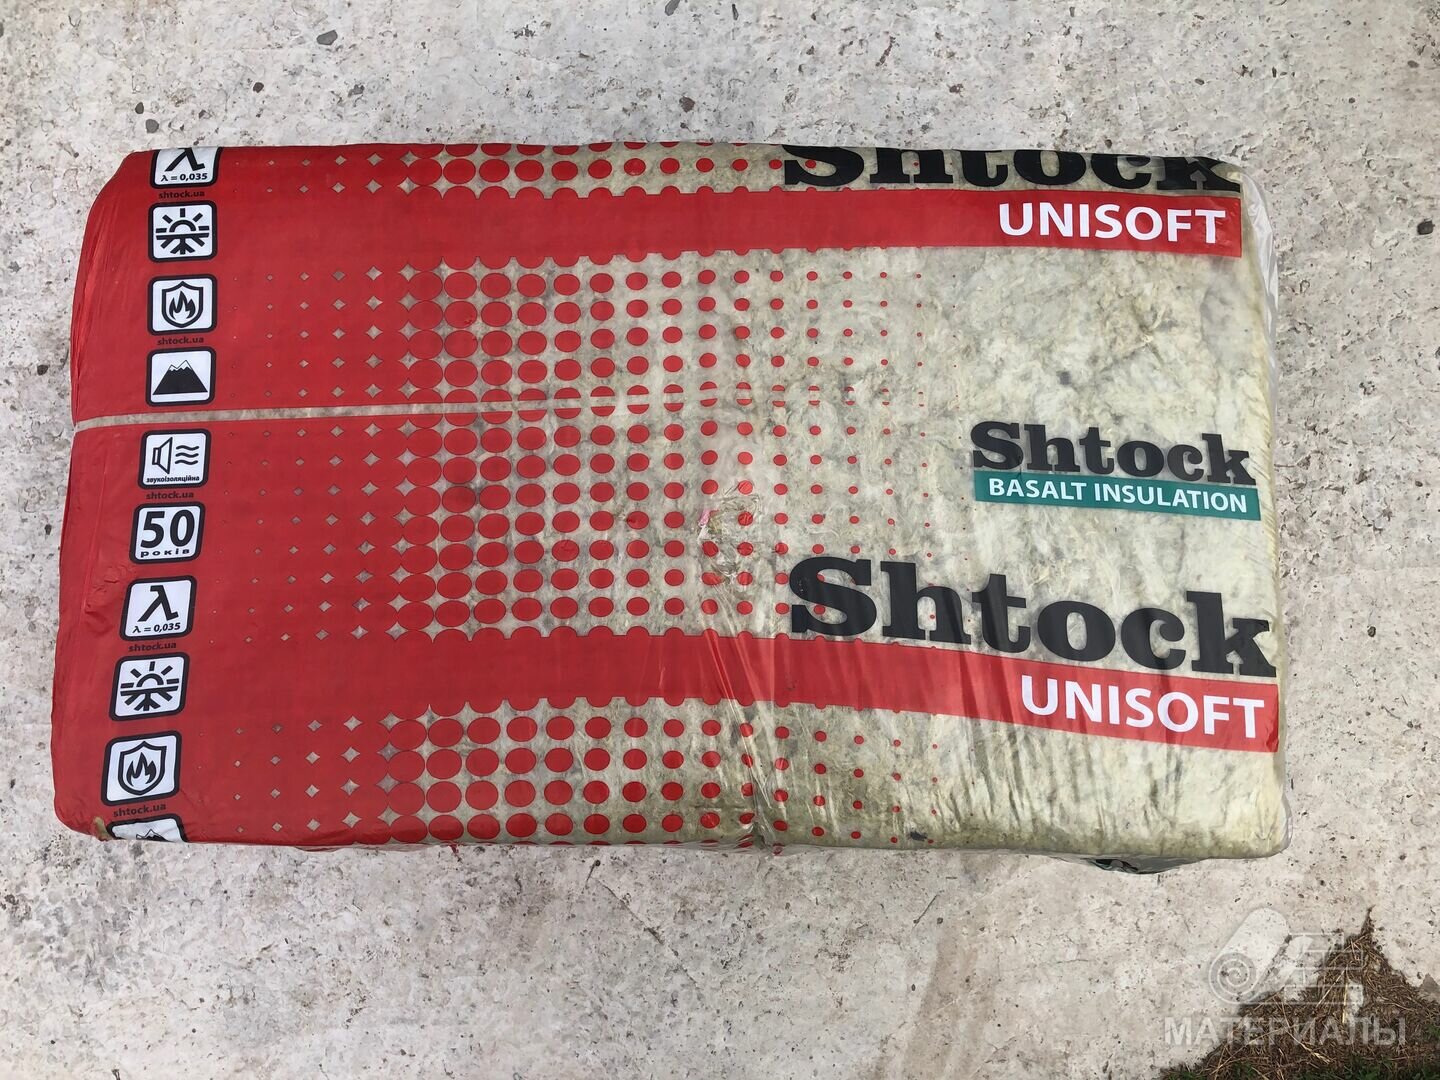 λ = 0,035
shtock.ua
Shtock
UNISOFT
shtock.ua
звукоізоляційна
shtock.ua
Shtock
BASALT INSULATION
50
років
λ = 0,035
shtock.ua
Shtock
UNISOFT
shtock.ua
МАТЕРИАЛЫ